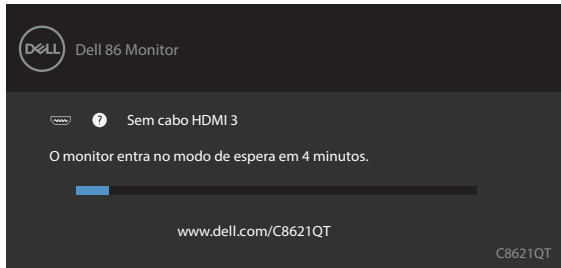 DELL
Dell 86 Monitor
? Sem cabo HDMI 3
O monitor entra no modo de espera em 4 minutos.
www.dell.com/C8621QT
C8621QT